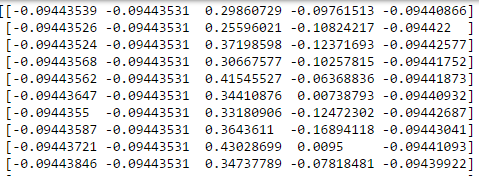 [[-0.09443539 -0.09443531 0.29860729 -0.09761513 -0.09440866]
[-0.09443526 -0.09443531 0.25596021 -0.10824217 -0.094422 ]
[-0.09443524 -0.09443531 0.37198598 -0.12371693 -0.09442577]
[-0.09443568 -0.09443531 0.30667577 -0.10257815 -0.09441752]
[-0.09443562 -0.09443531 0.41545527 -0.06368836 -0.09441873]
[-0.09443647 -0.09443531 0.34410876 0.00738793 -0.09440932]
[-0.0944355 -0.09443531 0.33180906 -0.12472302 -0.09442687]
[-0.09443587 -0.09443531 0.3643611 -0.16894118 -0.09443041]
[-0.09443721 -0.09443531 0.43028699 0.0095 -0.09441093]
[-0.09443846 -0.09443531 0.34737789 -0.07818481 -0.09439922]